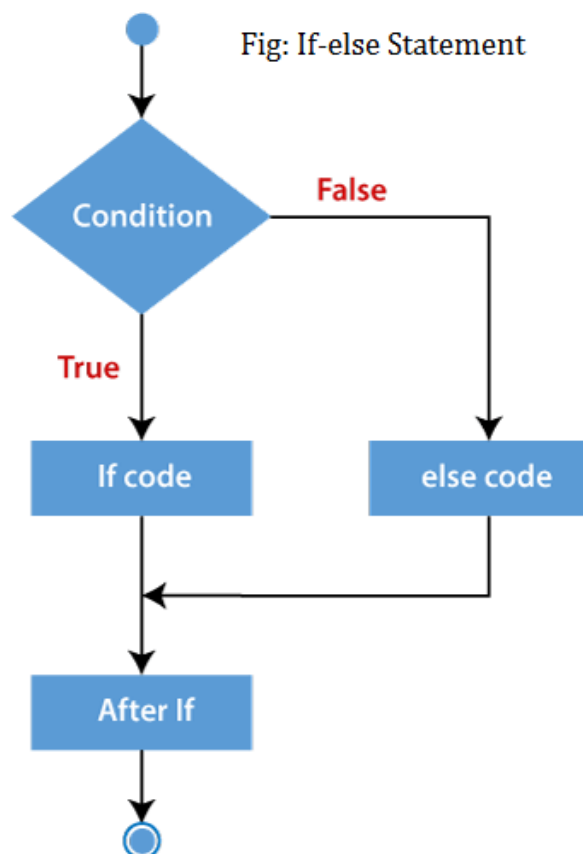 Fig: If-else Statement
Condition
False
True
If code
else code
After If